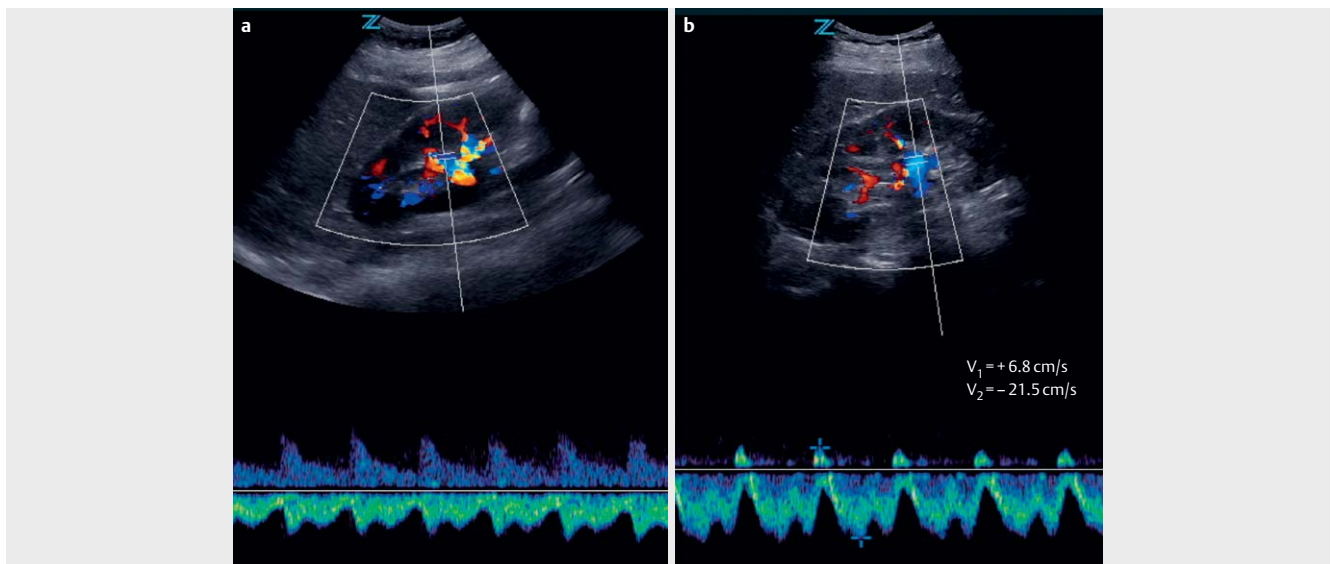 a
b
V1 = + 6.8 cm/s
V2 = – 21.5 cm/s